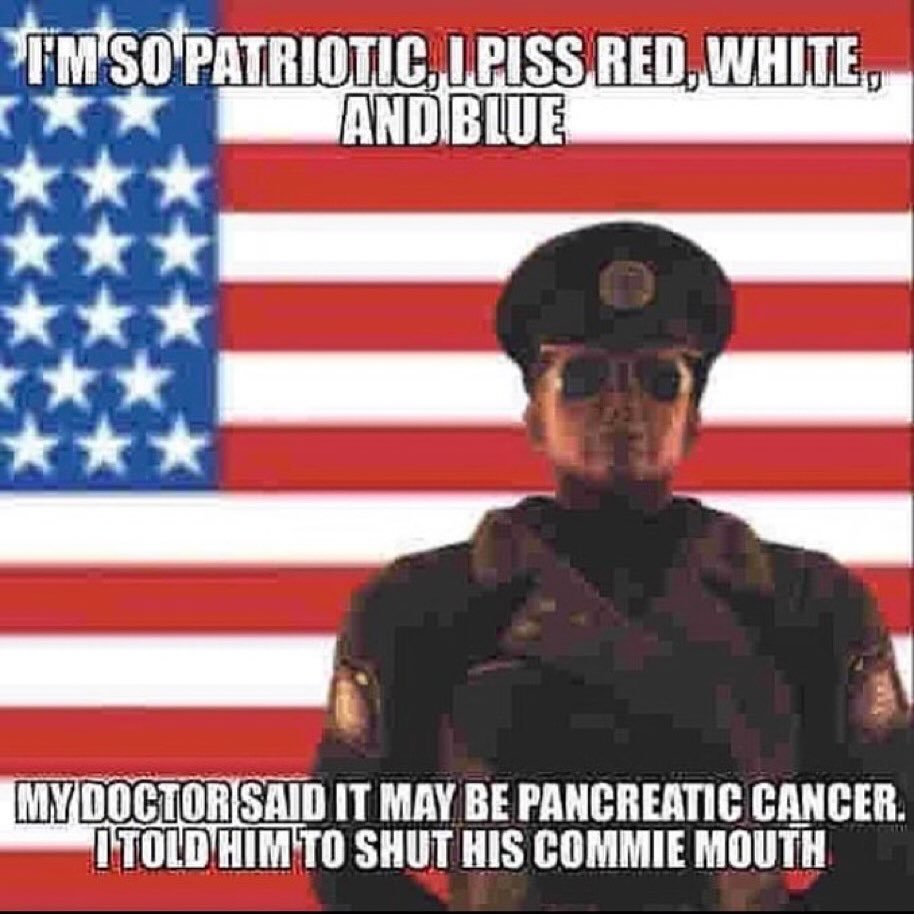 I'M SO PATRIOTIC, I PISS RED, WHITE,
AND BLUE
MY DOCTOR SAID IT MAY BE PANCREATIC CANCER.
I TOLD HIM TO SHUT HIS COMMIE MOUTH